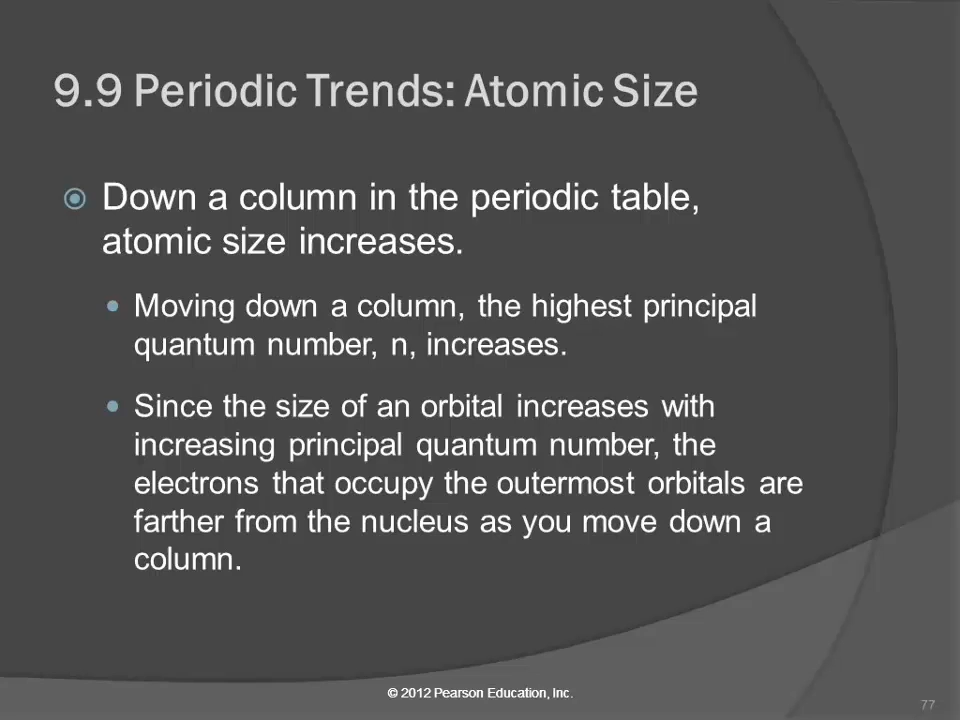 9.9 Periodic Trends: Atomic Size
Down a column in the periodic table,
atomic size increases.
Moving down a column, the highest principal
quantum number, n, increases.
Since the size of an orbital increases with
increasing principal quantum number, the
electrons that occupy the outermost orbitals are
farther from the nucleus as you move down a
column.
© 2012 Pearson Education, Inc.
77